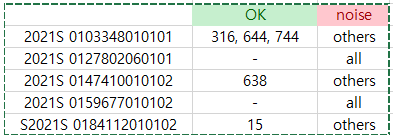 OK noise
2021S 0103348010101 316, 644, 744 others
2021S 0127802060101 - all
2021S 0147410010102 638 others
2021S 0159677010102 - all
S2021S 0184112010102 15 others